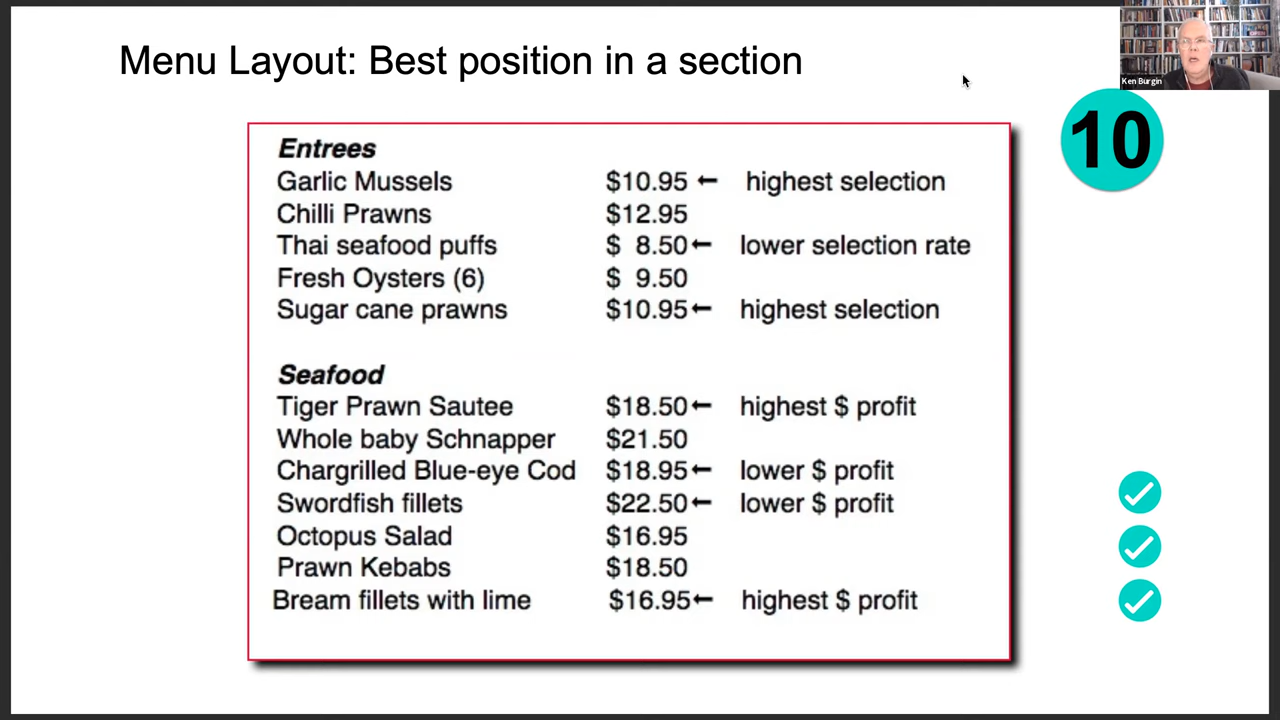 Menu Layout: Best position in a section
Ken Burgin
10
Entrees
Garlic Mussels $10.95 ← highest selection
Chilli Prawns $12.95
Thai seafood puffs $ 8.50 ← lower selection rate
Fresh Oysters (6) $ 9.50
Sugar cane prawns $10.95 ← highest selection
Seafood
Tiger Prawn Sautee $18.50 ← highest $ profit
Whole baby Schnapper $21.50
Chargrilled Blue-eye Cod $18.95 ← lower $ profit
Swordfish fillets $22.50 ← lower $ profit
Octopus Salad $16.95
Prawn Kebabs $18.50
Bream fillets with lime $16.95 ← highest $ profit